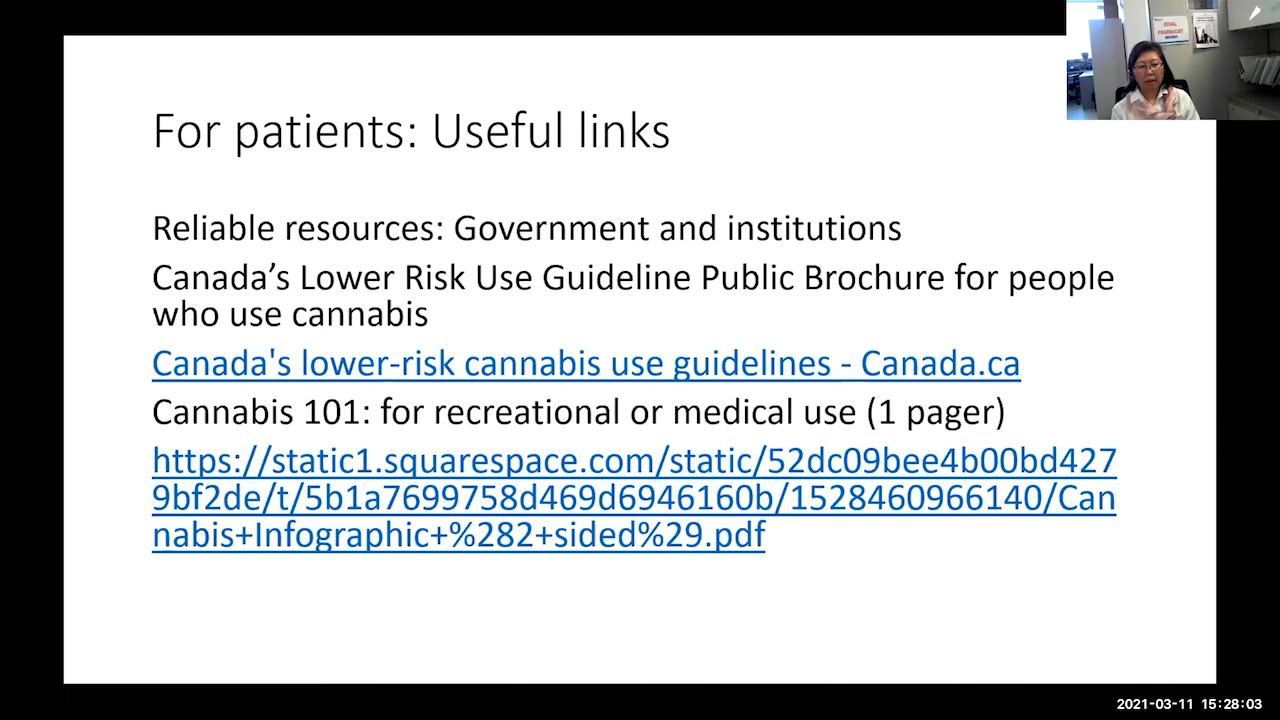 RENAL
PHARMACIST
For patients: Useful links
Reliable resources: Government and institutions
Canada’s Lower Risk Use Guideline Public Brochure for people
who use cannabis
Canada's lower-risk cannabis use guidelines - Canada.ca
Cannabis 101: for recreational or medical use (1 pager)
https://static1.squarespace.com/static/52dc09bee4b00bd427
9bf2de/t/5b1a7699758d469d6946160b/1528460966140/Can
nabis+Infographic+%282+sided%29.pdf
2021-03-11 15:28:03